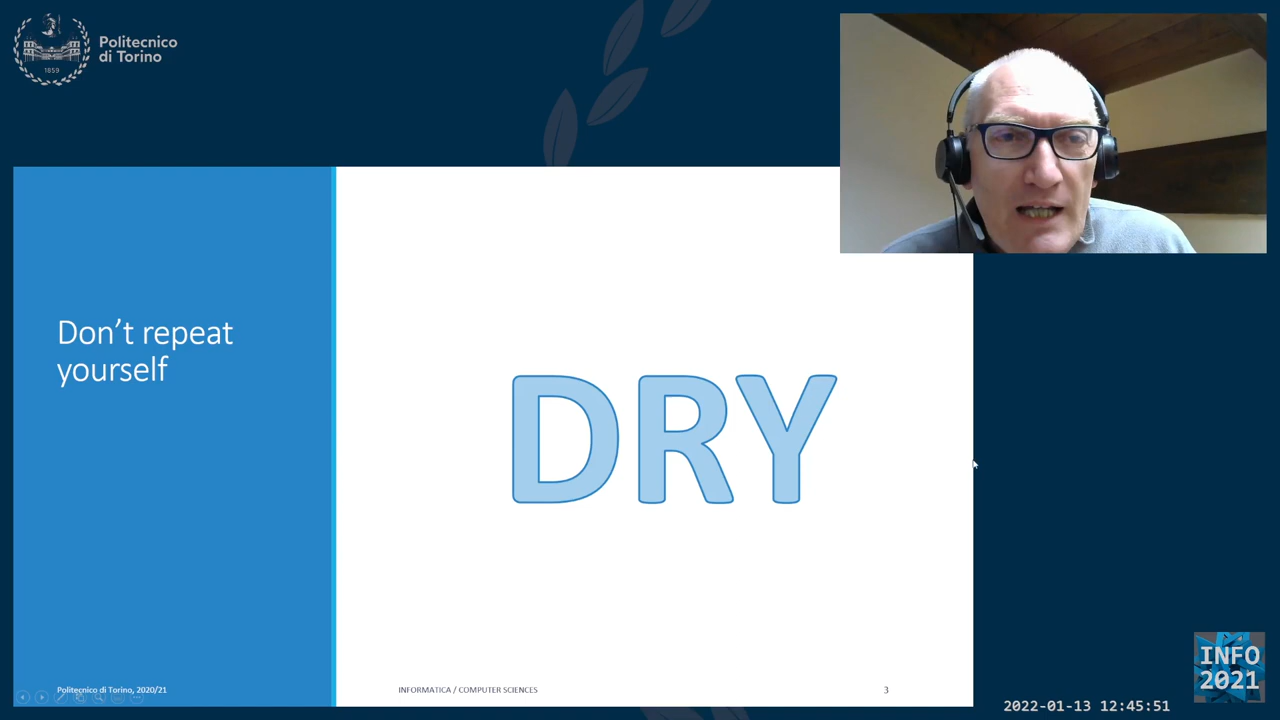 Politecnico
di Torino
1859
Don't repeat
yourself
DRY
Politecnico di Torino, 2020/21
INFORMATICA / COMPUTER SCIENCES
3
INFO
2021
2022-01-13 12:45:51